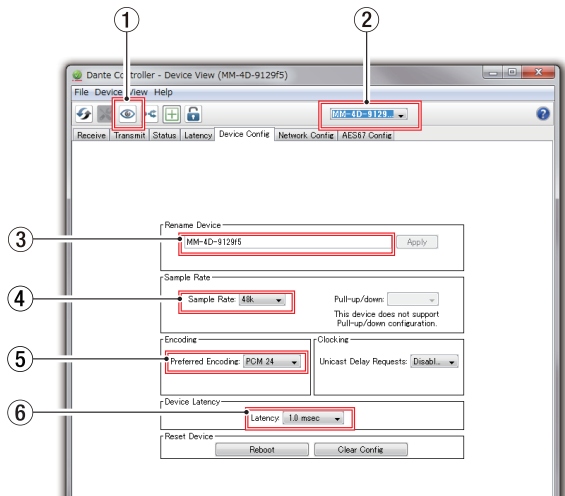 1
2
Dante Controller - Device View (MM-4D-9129f5)
File Device View Help
MM-4D-9129...
Receive Transmit Status Latency Device Config Network Config AES67 Config
Rename Device
3
MM-4D-9129f5 Apply
Sample Rate
4
Sample Rate: 48k Pull-up/down:
This device does not support
Pull-up/down configuration.
Encoding Clocking
5
Preferred Encoding: PCM 24 Unicast Delay Requests: Disabl...
Device Latency
6
Latency: 1.0 msec
Reset Device
Reboot Clear Config